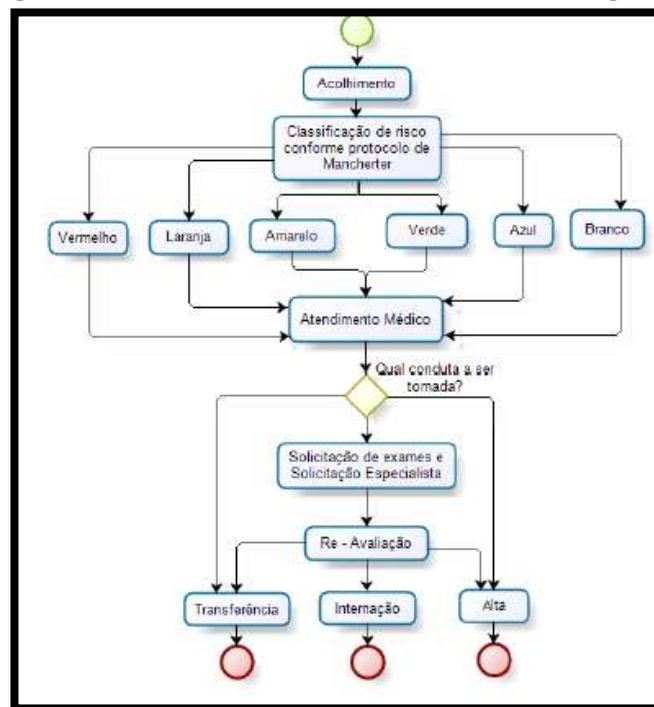 Acolhimento
Classificação de risco
conforme protocolo de
Mancherter
Vermelho
Laranja
Amarelo
Verde
Azul
Branco
Atendimento Médico
Qual conduta a ser
tomada?
Solicitação de exames e
Solicitação Especialista
Re - Avaliação
Transferência
Internação
Alta